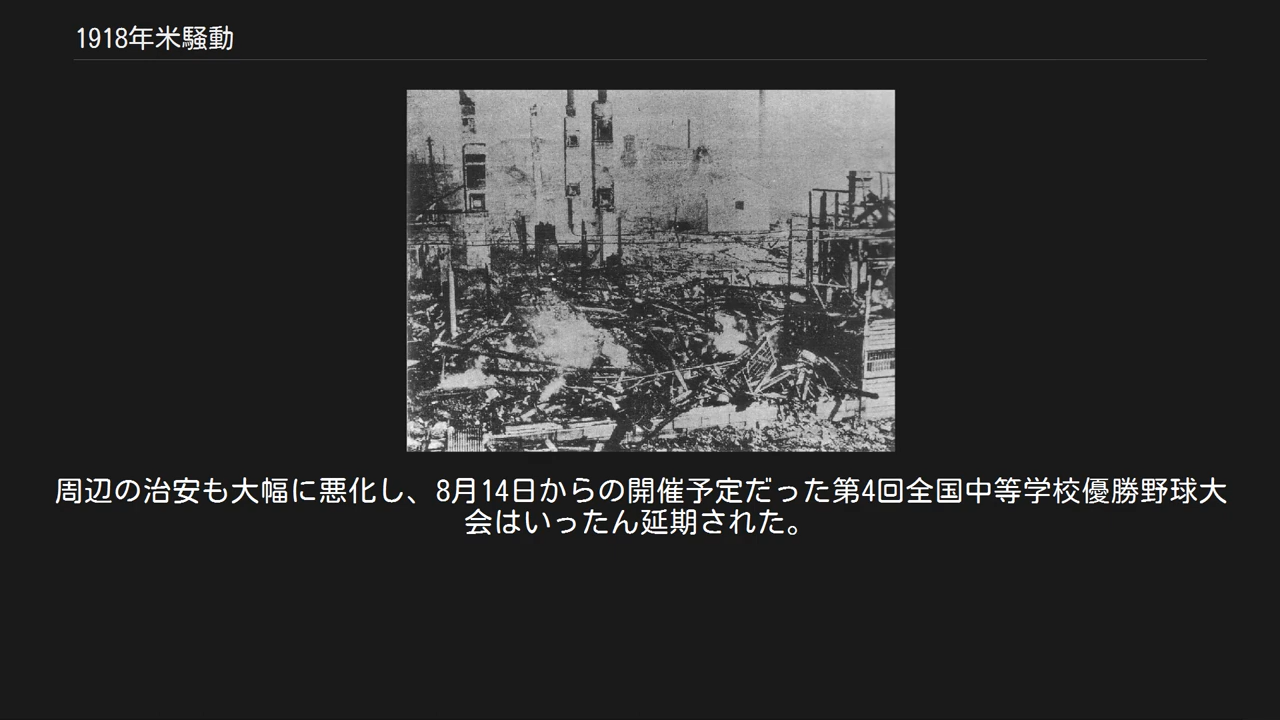 1918年米騒動
周辺の治安も大幅に悪化し、8月14日からの開催予定だった第4回全国中等学校優勝野球大
会はいったん延期された。